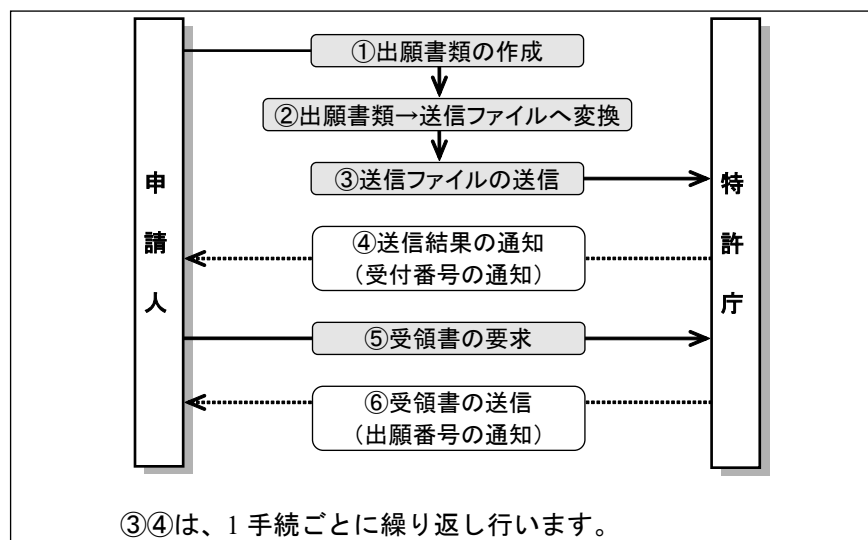 ①出願書類の作成
②出願書類→送信ファイルへ変換
③送信ファイルの送信
申請人
特許庁
④送信結果の通知
（受付番号の通知）
⑤受領書の要求
⑥受領書の送信
（出願番号の通知）
③④は、1 手続ごとに繰り返し行います。